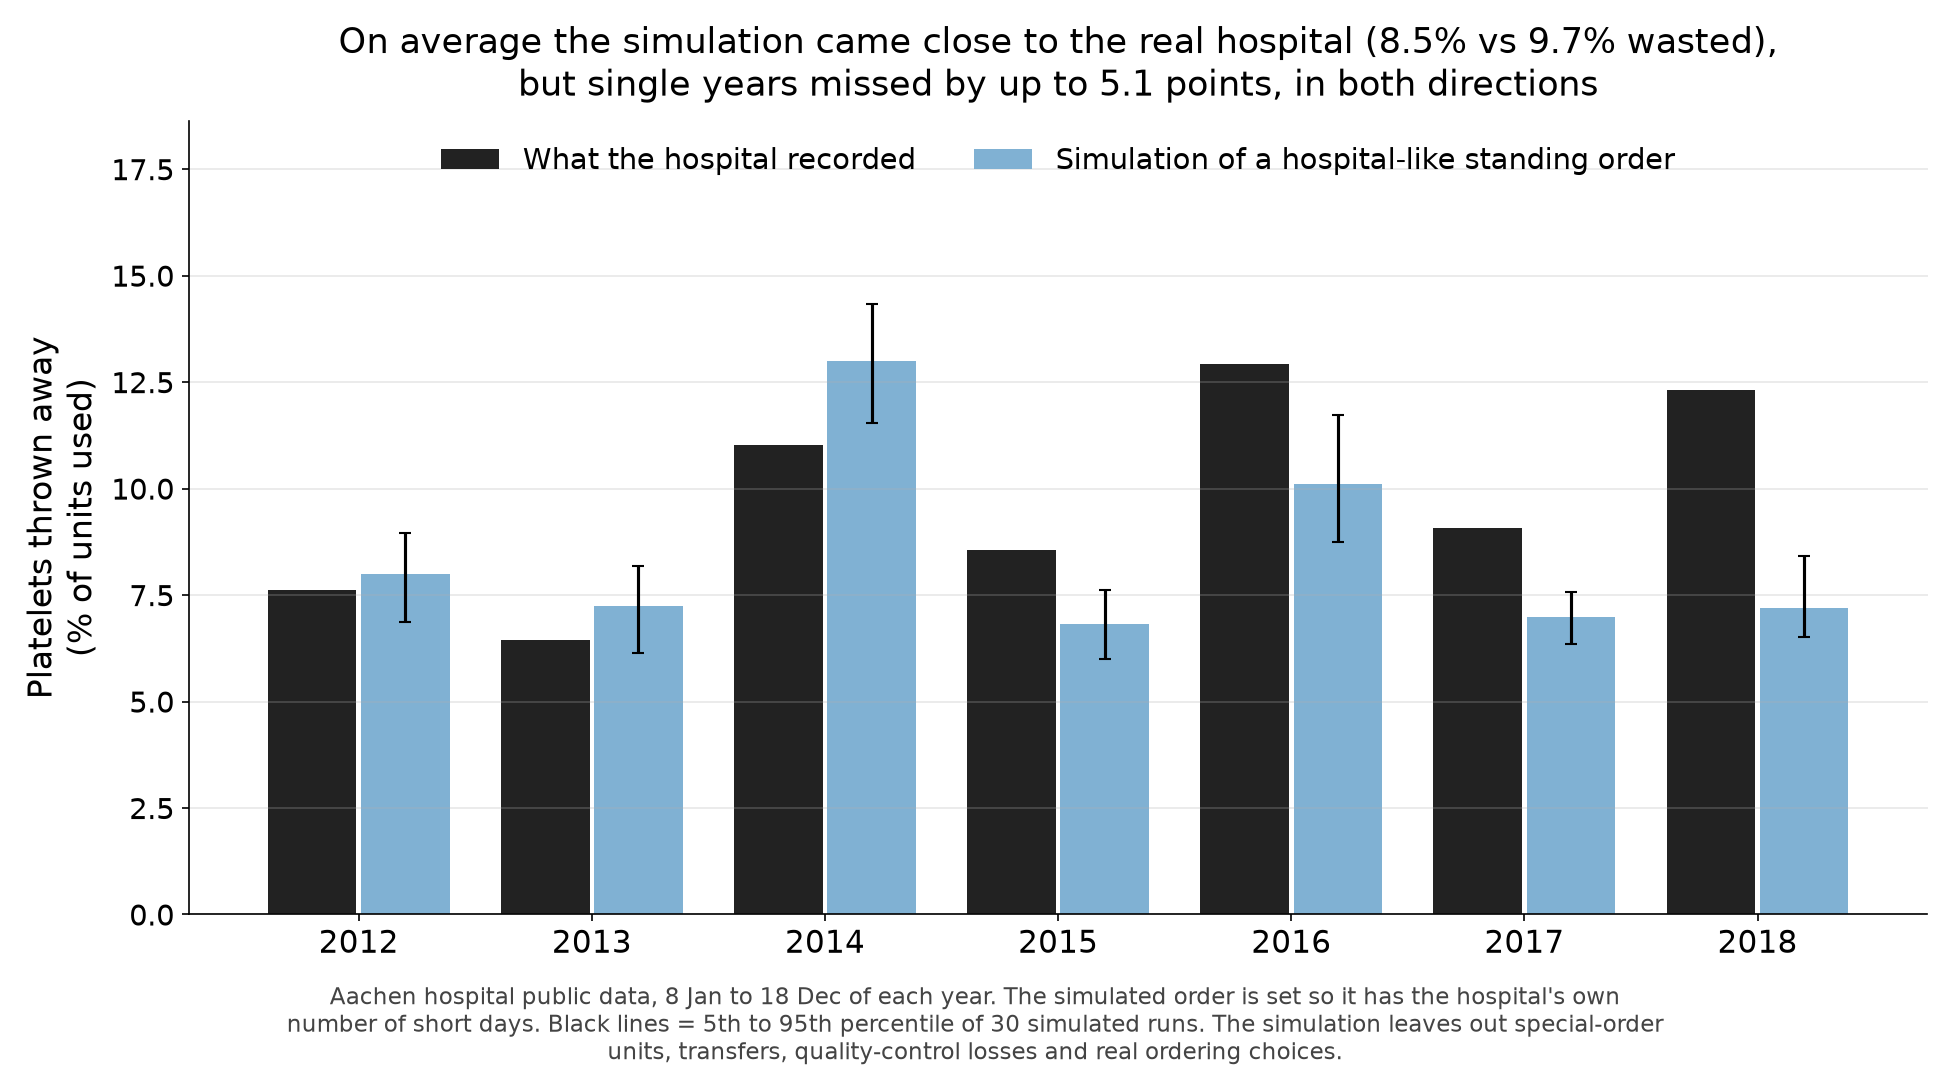 On average the simulation came close to the real hospital (8.5% vs 9.7% wasted),
but single years missed by up to 5.1 points, in both directions
What the hospital recorded
Simulation of a hospital-like standing order
Platelets thrown away
(% of units used)
17.5
15.0
12.5
10.0
7.5
5.0
2.5
0.0
2012
2013
2014
2015
2016
2017
2018
Aachen hospital public data, 8 Jan to 18 Dec of each year. The simulated order is set so it has the hospital's own
number of short days. Black lines = 5th to 95th percentile of 30 simulated runs. The simulation leaves out special-order
units, transfers, quality-control losses and real ordering choices.